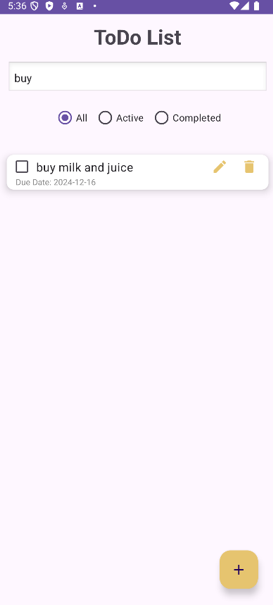 5:36
ToDo List
buy
All Active Completed
buy milk and juice
Due Date: 2024-12-16
+